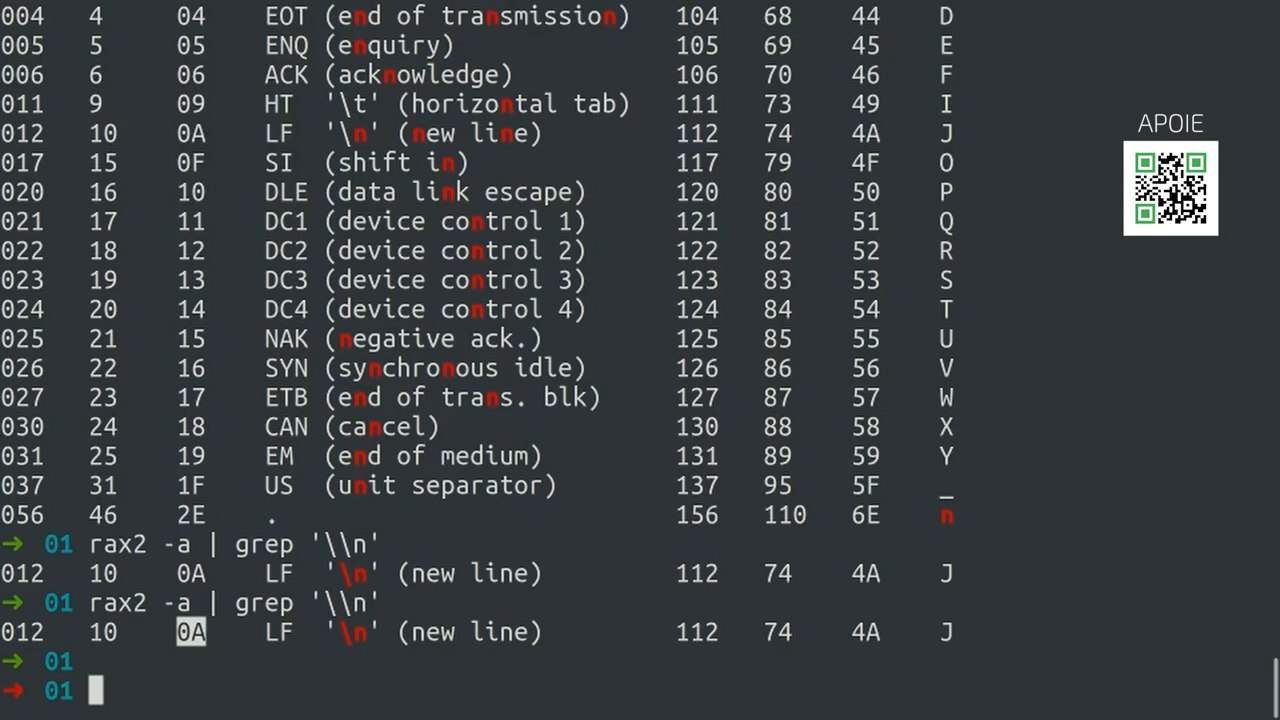 004   4     04    EOT (end of transmission)   104   68    44    D
005   5     05    ENQ (enquiry)               105   69    45    E
006   6     06    ACK (acknowledge)           106   70    46    F
011   9     09    HT  '\t' (horizontal tab)   111   73    49    I
012   10    0A    LF  '\n' (new line)         112   74    4A    J
017   15    0F    SI  (shift in)              117   79    4F    O
020   16    10    DLE (data link escape)      120   80    50    P
021   17    11    DC1 (device control 1)      121   81    51    Q
022   18    12    DC2 (device control 2)      122   82    52    R
023   19    13    DC3 (device control 3)      123   83    53    S
024   20    14    DC4 (device control 4)      124   84    54    T
025   21    15    NAK (negative ack.)         125   85    55    U
026   22    16    SYN (synchronous idle)      126   86    56    V
027   23    17    ETB (end of trans. blk)     127   87    57    W
030   24    18    CAN (cancel)                130   88    58    X
031   25    19    EM  (end of medium)         131   89    59    Y
037   31    1F    US  (unit separator)        137   95    5F    _
056   46    2E    .                           156   110   6E    n
➜  01 rax2 -a | grep '\\n'
012   10    0A    LF  '\n' (new line)         112   74    4A    J
➜  01 rax2 -a | grep '\\n'
012   10    0A    LF  '\n' (new line)         112   74    4A    J
➜  01
➜  01
APOIE